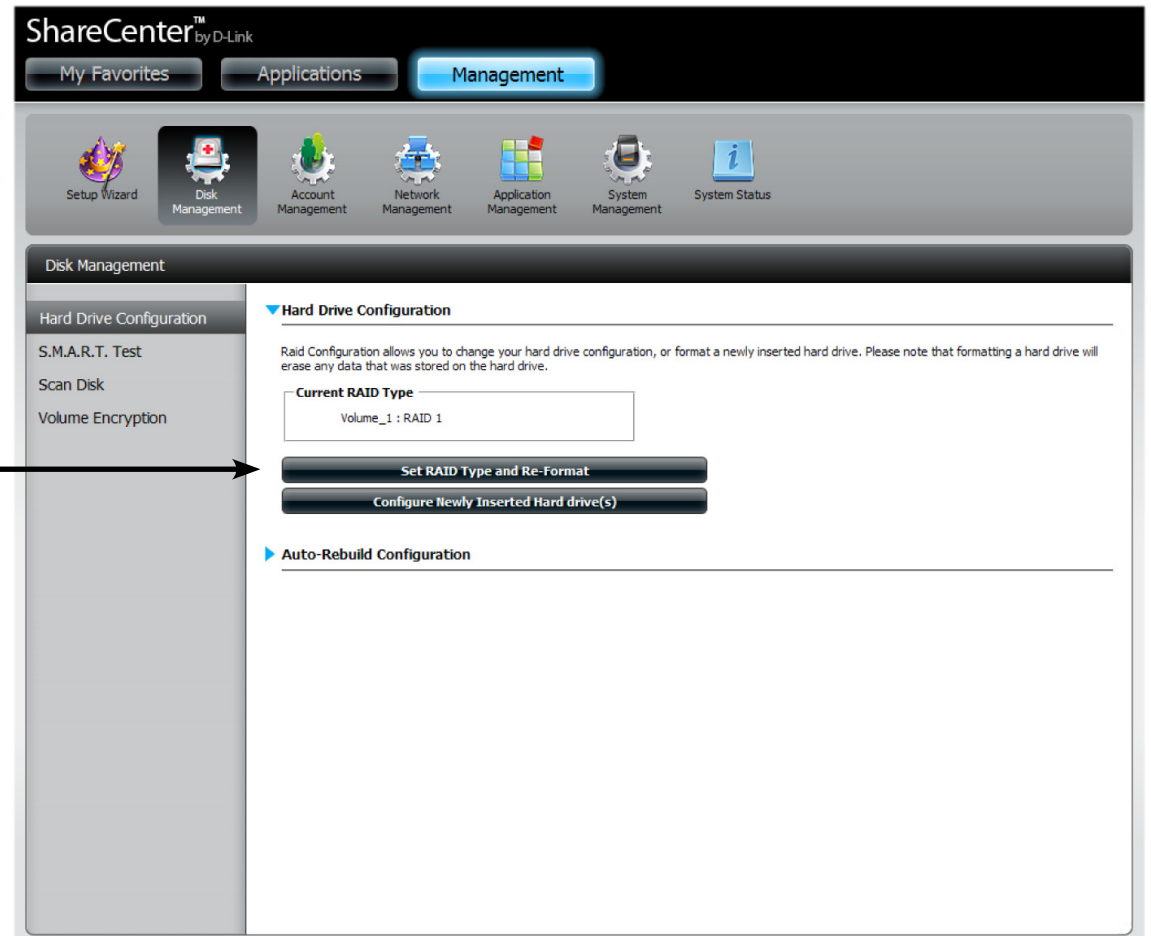 ShareCenter™ by D-Link
My Favorites
Applications
Management
Setup Wizard
Disk
Management
Account
Management
Network
Management
Application
Management
System
Management
System Status
Disk Management
Hard Drive Configuration
S.M.A.R.T. Test
Scan Disk
Volume Encryption
Hard Drive Configuration
Raid Configuration allows you to change your hard drive configuration, or format a newly inserted hard drive. Please note that formatting a hard drive will
erase any data that was stored on the hard drive.
Current RAID Type
Volume_1 : RAID 1
Set RAID Type and Re-Format
Configure Newly Inserted Hard drive(s)
Auto-Rebuild Configuration